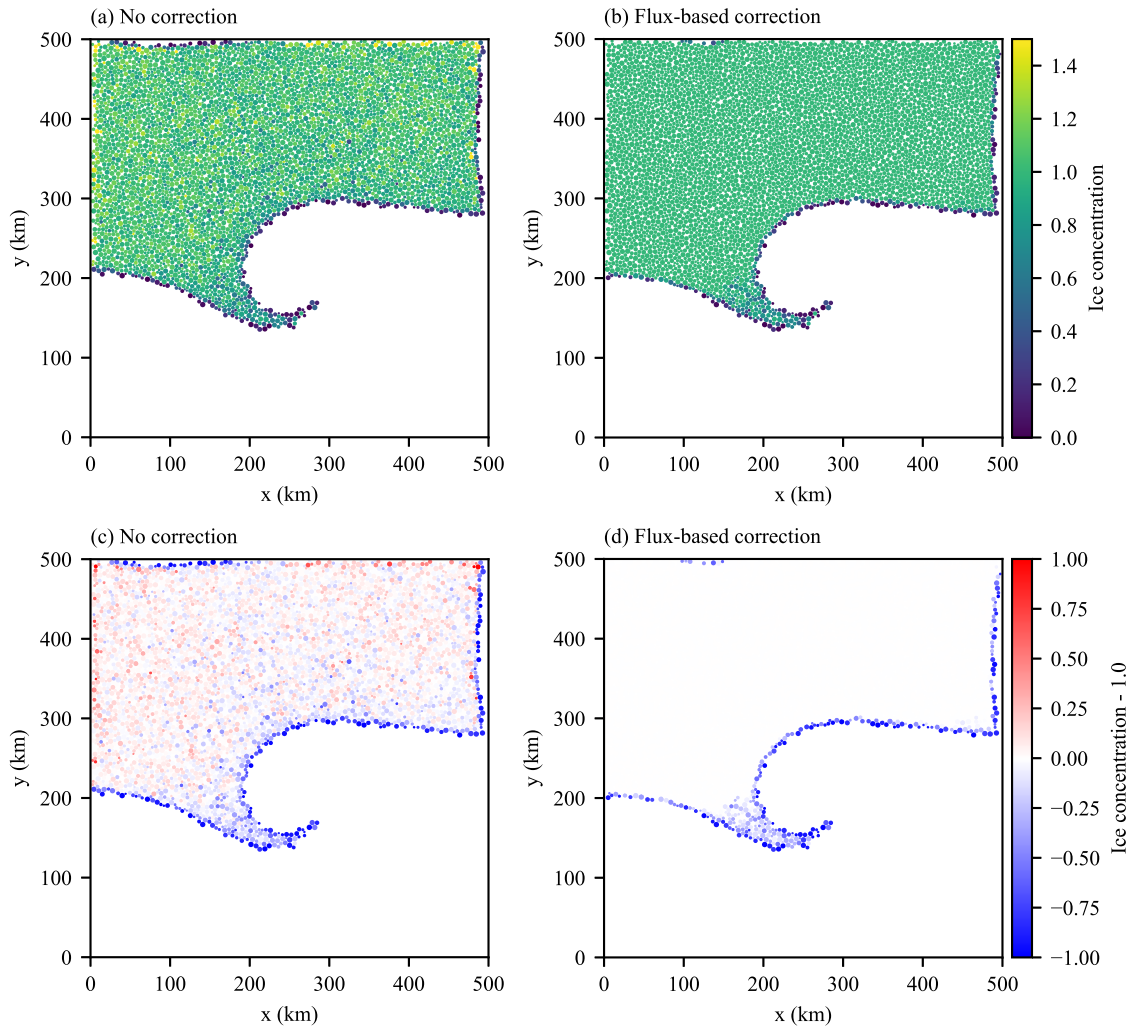 (a) No correction
(b) Flux-based correction
500
400
300
200
100
0
y (km)
0 100 200 300 400 500
x (km)
500
400
300
200
100
0
y (km)
0 100 200 300 400 500
x (km)
1.4
1.2
1.0
0.8
0.6
0.4
0.2
0.0
Ice concentration
(c) No correction
(d) Flux-based correction
500
400
300
200
100
0
y (km)
0 100 200 300 400 500
x (km)
500
400
300
200
100
0
y (km)
0 100 200 300 400 500
x (km)
1.00
0.75
0.50
0.25
0.00
−0.25
−0.50
−0.75
−1.00
Ice concentration - 1.0